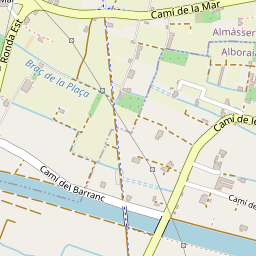 Camí de la Mar
Ronda Est
Almàsser
Alboraia
Braç de la Plaça
Camí de le
Camí del Barranc
Camí de